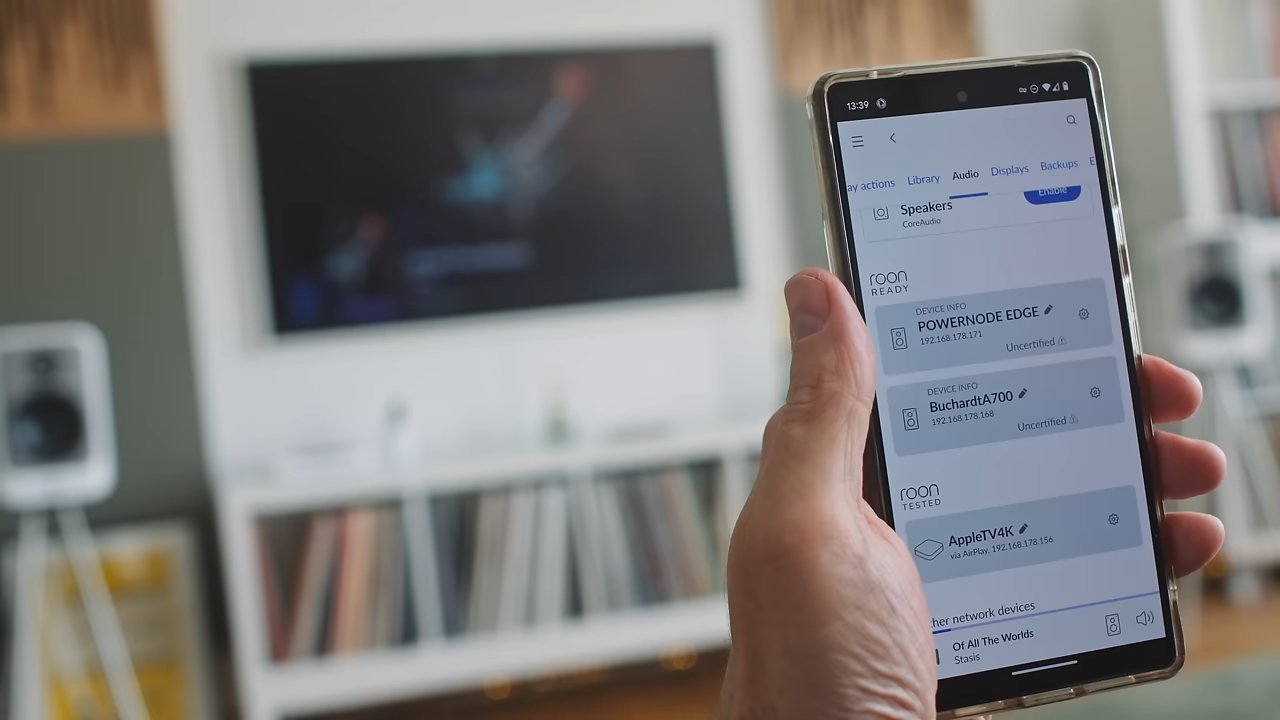 13:39
ay actions Library Audio Displays Backups E
Speakers
Enable
CoreAudio
roon
READY
DEVICE INFO
POWERNODE EDGE
192.168.178.171
Uncertified
DEVICE INFO
BuchardtA700
192.168.178.168
Uncertified
roon
TESTED
AppleTV4K
via AirPlay, 192.168.178.156
ther network devices
Of All The Worlds
Stasis